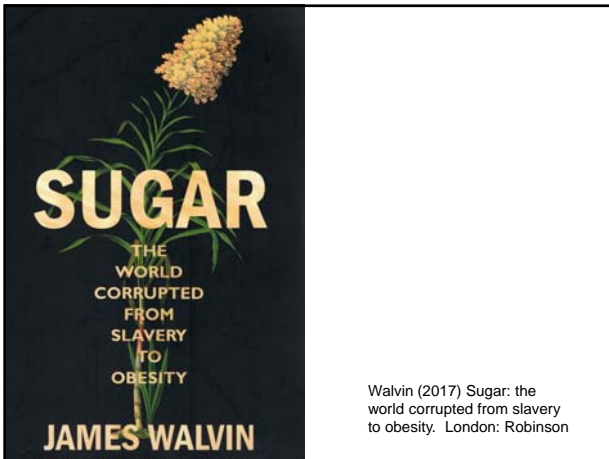 SUGAR
THE
WORLD
CORRUPTED
FROM
SLAVERY
TO
OBESITY
JAMES WALVIN
Walvin (2017) Sugar: the
world corrupted from slavery
to obesity.  London: Robinson